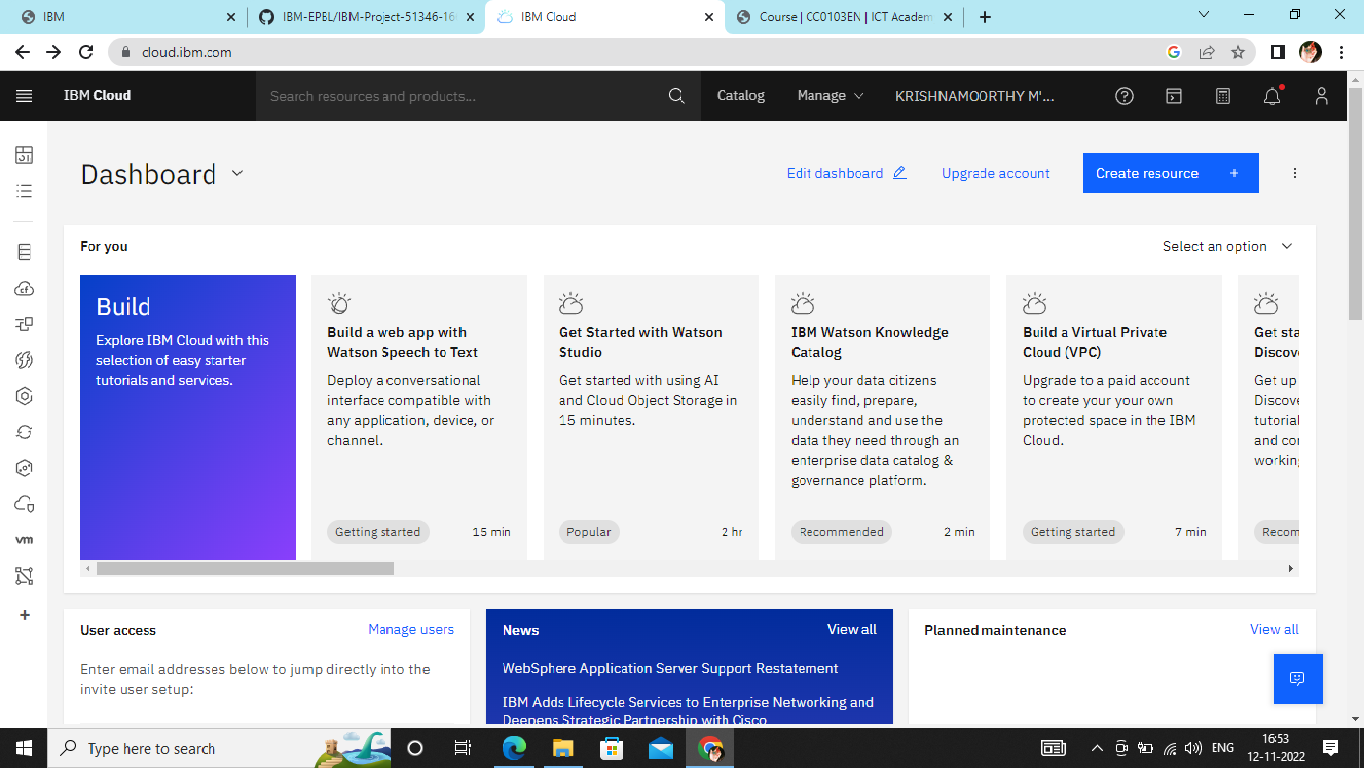 IBM
IBM-EPBL/IBM-Project-51346-16
IBM Cloud
Course | CC0103EN | ICT Academ
cloud.ibm.com
IBM Cloud
Search resources and products...
Catalog
Manage
KRISHNAMOORTHY M'...
Dashboard
Edit dashboard
Upgrade account
Create resource
For you
Select an option
Build
Explore IBM Cloud with this
selection of easy starter
tutorials and services.
Build a web app with
Watson Speech to Text
Deploy a conversational
interface compatible with
any application, device, or
channel.
Getting started
15 min
Get Started with Watson
Studio
Get started with using AI
and Cloud Object Storage in
15 minutes.
Popular
2 hr
IBM Watson Knowledge
Catalog
Help your data citizens
easily find, prepare,
understand and use the
data they need through an
enterprise data catalog &
governance platform.
Recommended
2 min
Build a Virtual Private
Cloud (VPC)
Upgrade to a paid account
to create your your own
protected space in the IBM
Cloud.
Getting started
7 min
Get sta
Discov
Get up
Discove
tutorial
and co
working
Recom
vm
User access
Manage users
Enter email addresses below to jump directly into the
invite user setup:
News
View all
WebSphere Application Server Support Restatement
IBM Adds Lifecycle Services to Enterprise Networking and
Deepens Strategic Partnership with Cisco
Planned maintenance
View all
Type here to search
ENG
16:53
12-11-2022